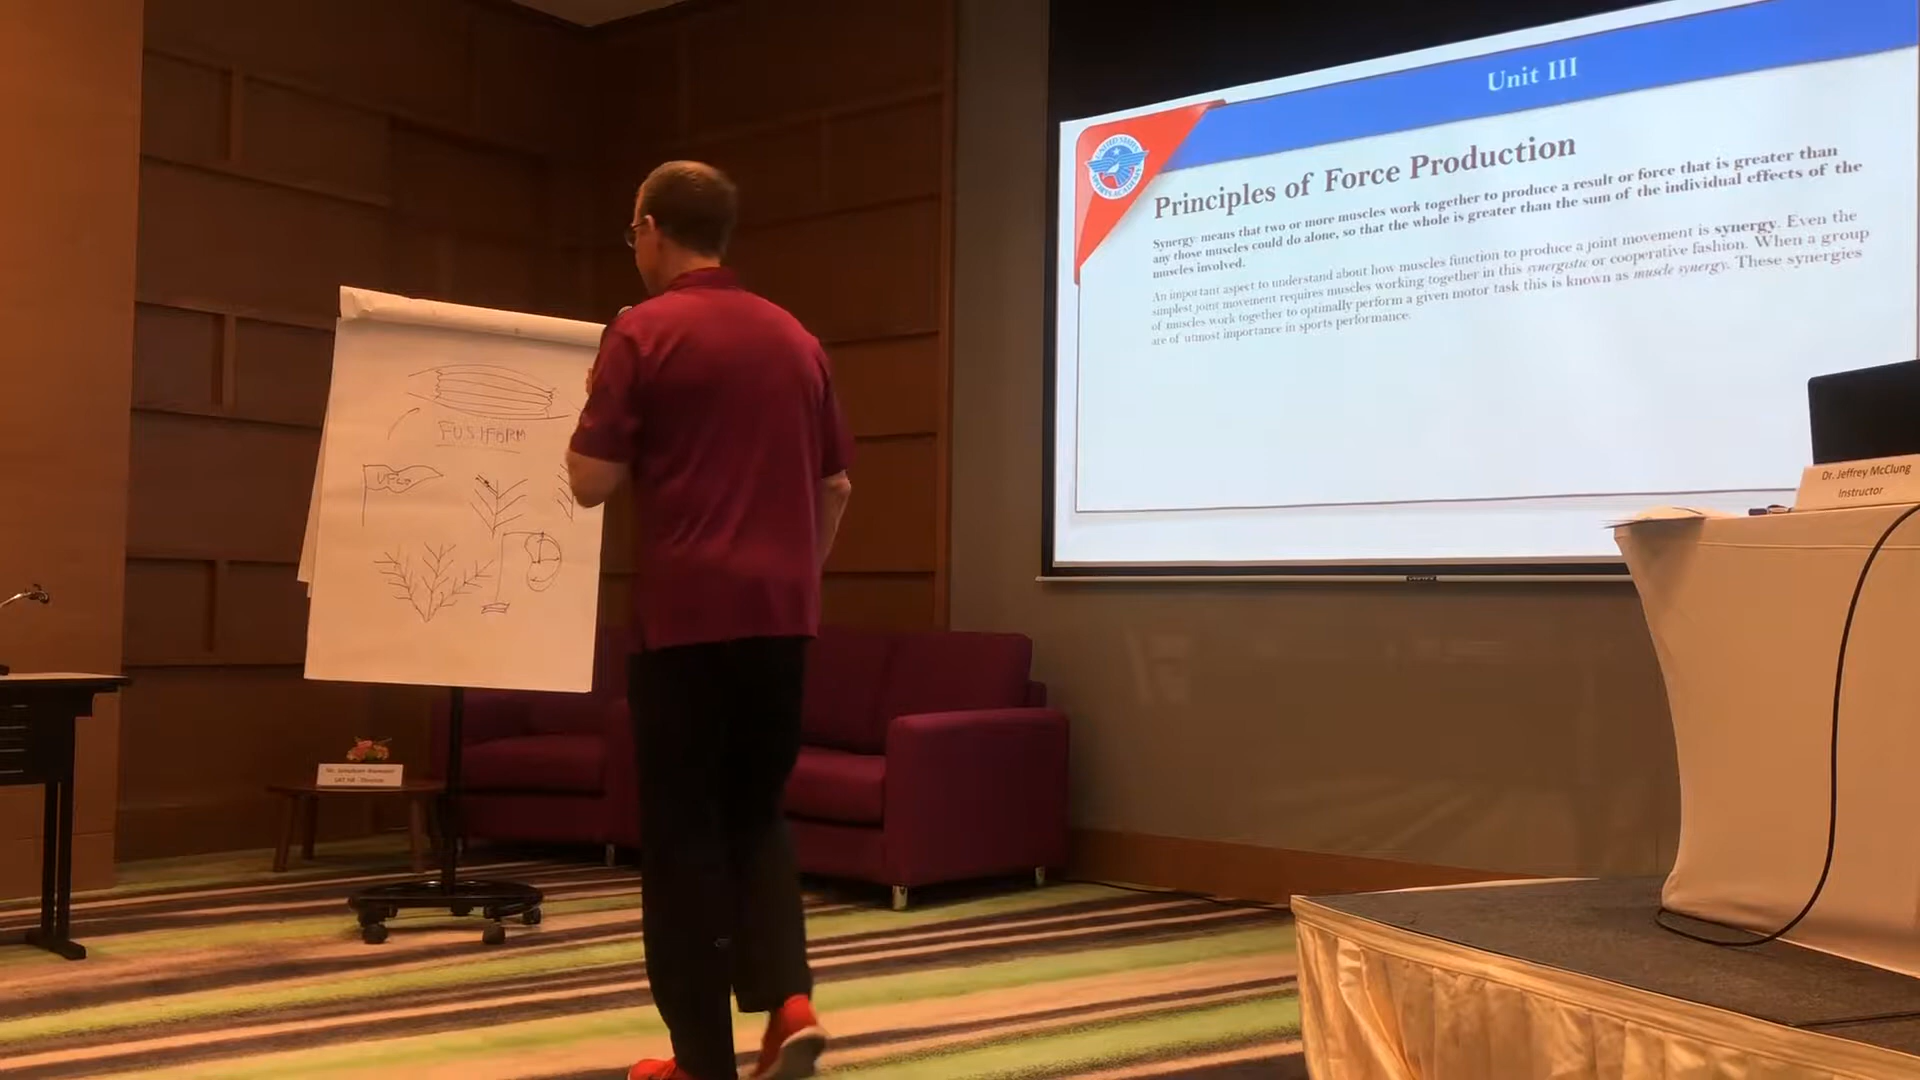 Unit III
UNITED STATES
SPORTS ACADEMY
Principles of Force Production
Synergy means that two or more muscles work together to produce a result or force that is greater than
any those muscles could do alone, so that the whole is greater than the sum of the individual effects of the
muscles involved.
An important aspect to understand about how muscles function to produce a joint movement is synergy. Even the
simplest joint movement requires muscles working together in this synergistic or cooperative fashion. When a group
of muscles work together to optimally perform a given motor task this is known as muscle synergy. These synergies
are of utmost importance in sports performance.
FUSIFORM
Dr. Jeffrey McClung
Instructor